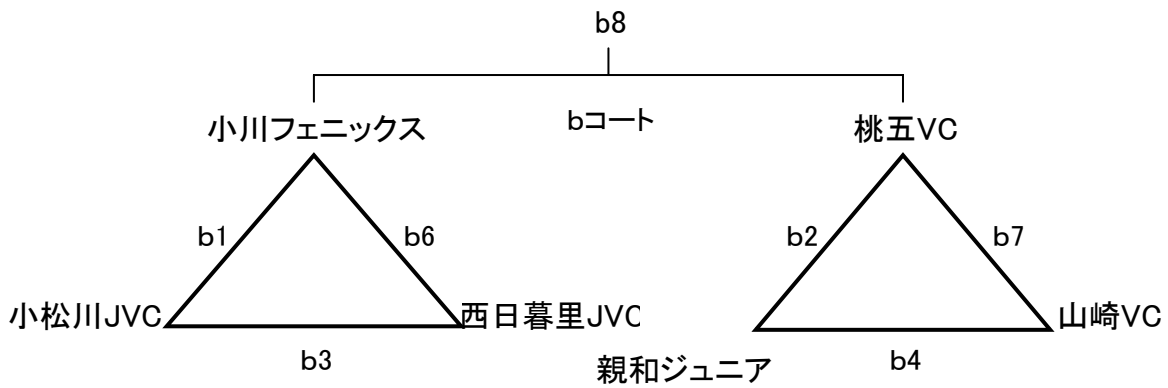 b8
bコート
小川フェニックス
桃五VC
b1
b6
b2
b7
小松川JVC
西日暮里JVC
山崎VC
b3
親和ジュニア
b4